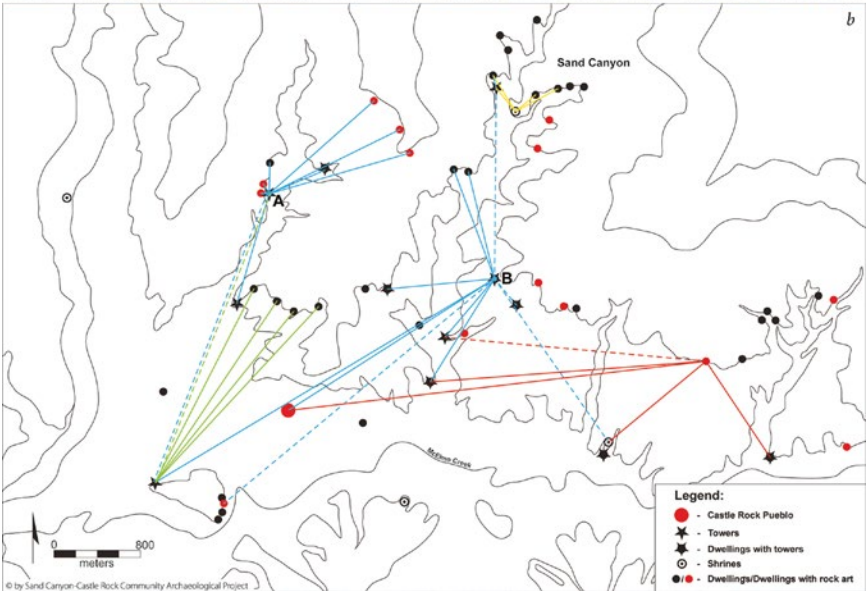 b
Sand Canyon
A
B
McElmo Creek
0 800
meters
Legend:
- Castle Rock Pueblo
- Towers
- Dwellings with towers
- Shrines
/ - Dwellings/Dwellings with rock art
© by Sand Canyon-Castle Rock Community Archaeological Project